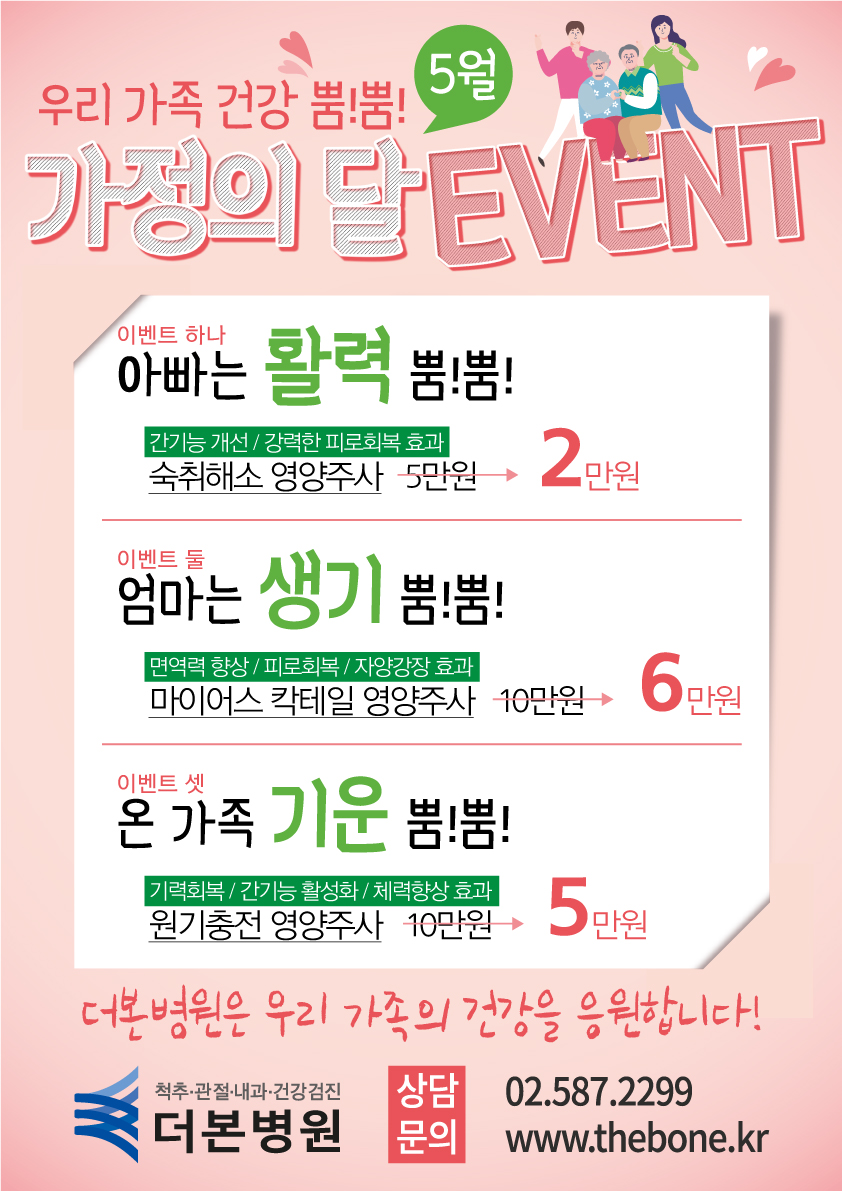 우리 가족 건강 뿜!뿜!
5월
가정의 달 EVENT
이벤트 하나
아빠는 활력 뿜!뿜!
간기능 개선 / 강력한 피로회복 효과
숙취해소 영양주사 5만원 → 2만원
이벤트 둘
엄마는 생기 뿜!뿜!
면역력 향상 / 피로회복 / 자양강장 효과
마이어스 칵테일 영양주사 10만원 → 6만원
이벤트 셋
온 가족 기운 뿜!뿜!
기력회복 / 간기능 활성화 / 체력향상 효과
원기충전 영양주사 10만원 → 5만원
더본병원은 우리 가족의 건강을 응원합니다!
척추·관절·내과·건강검진
더본병원
상담
문의
02.587.2299
www.thebone.kr